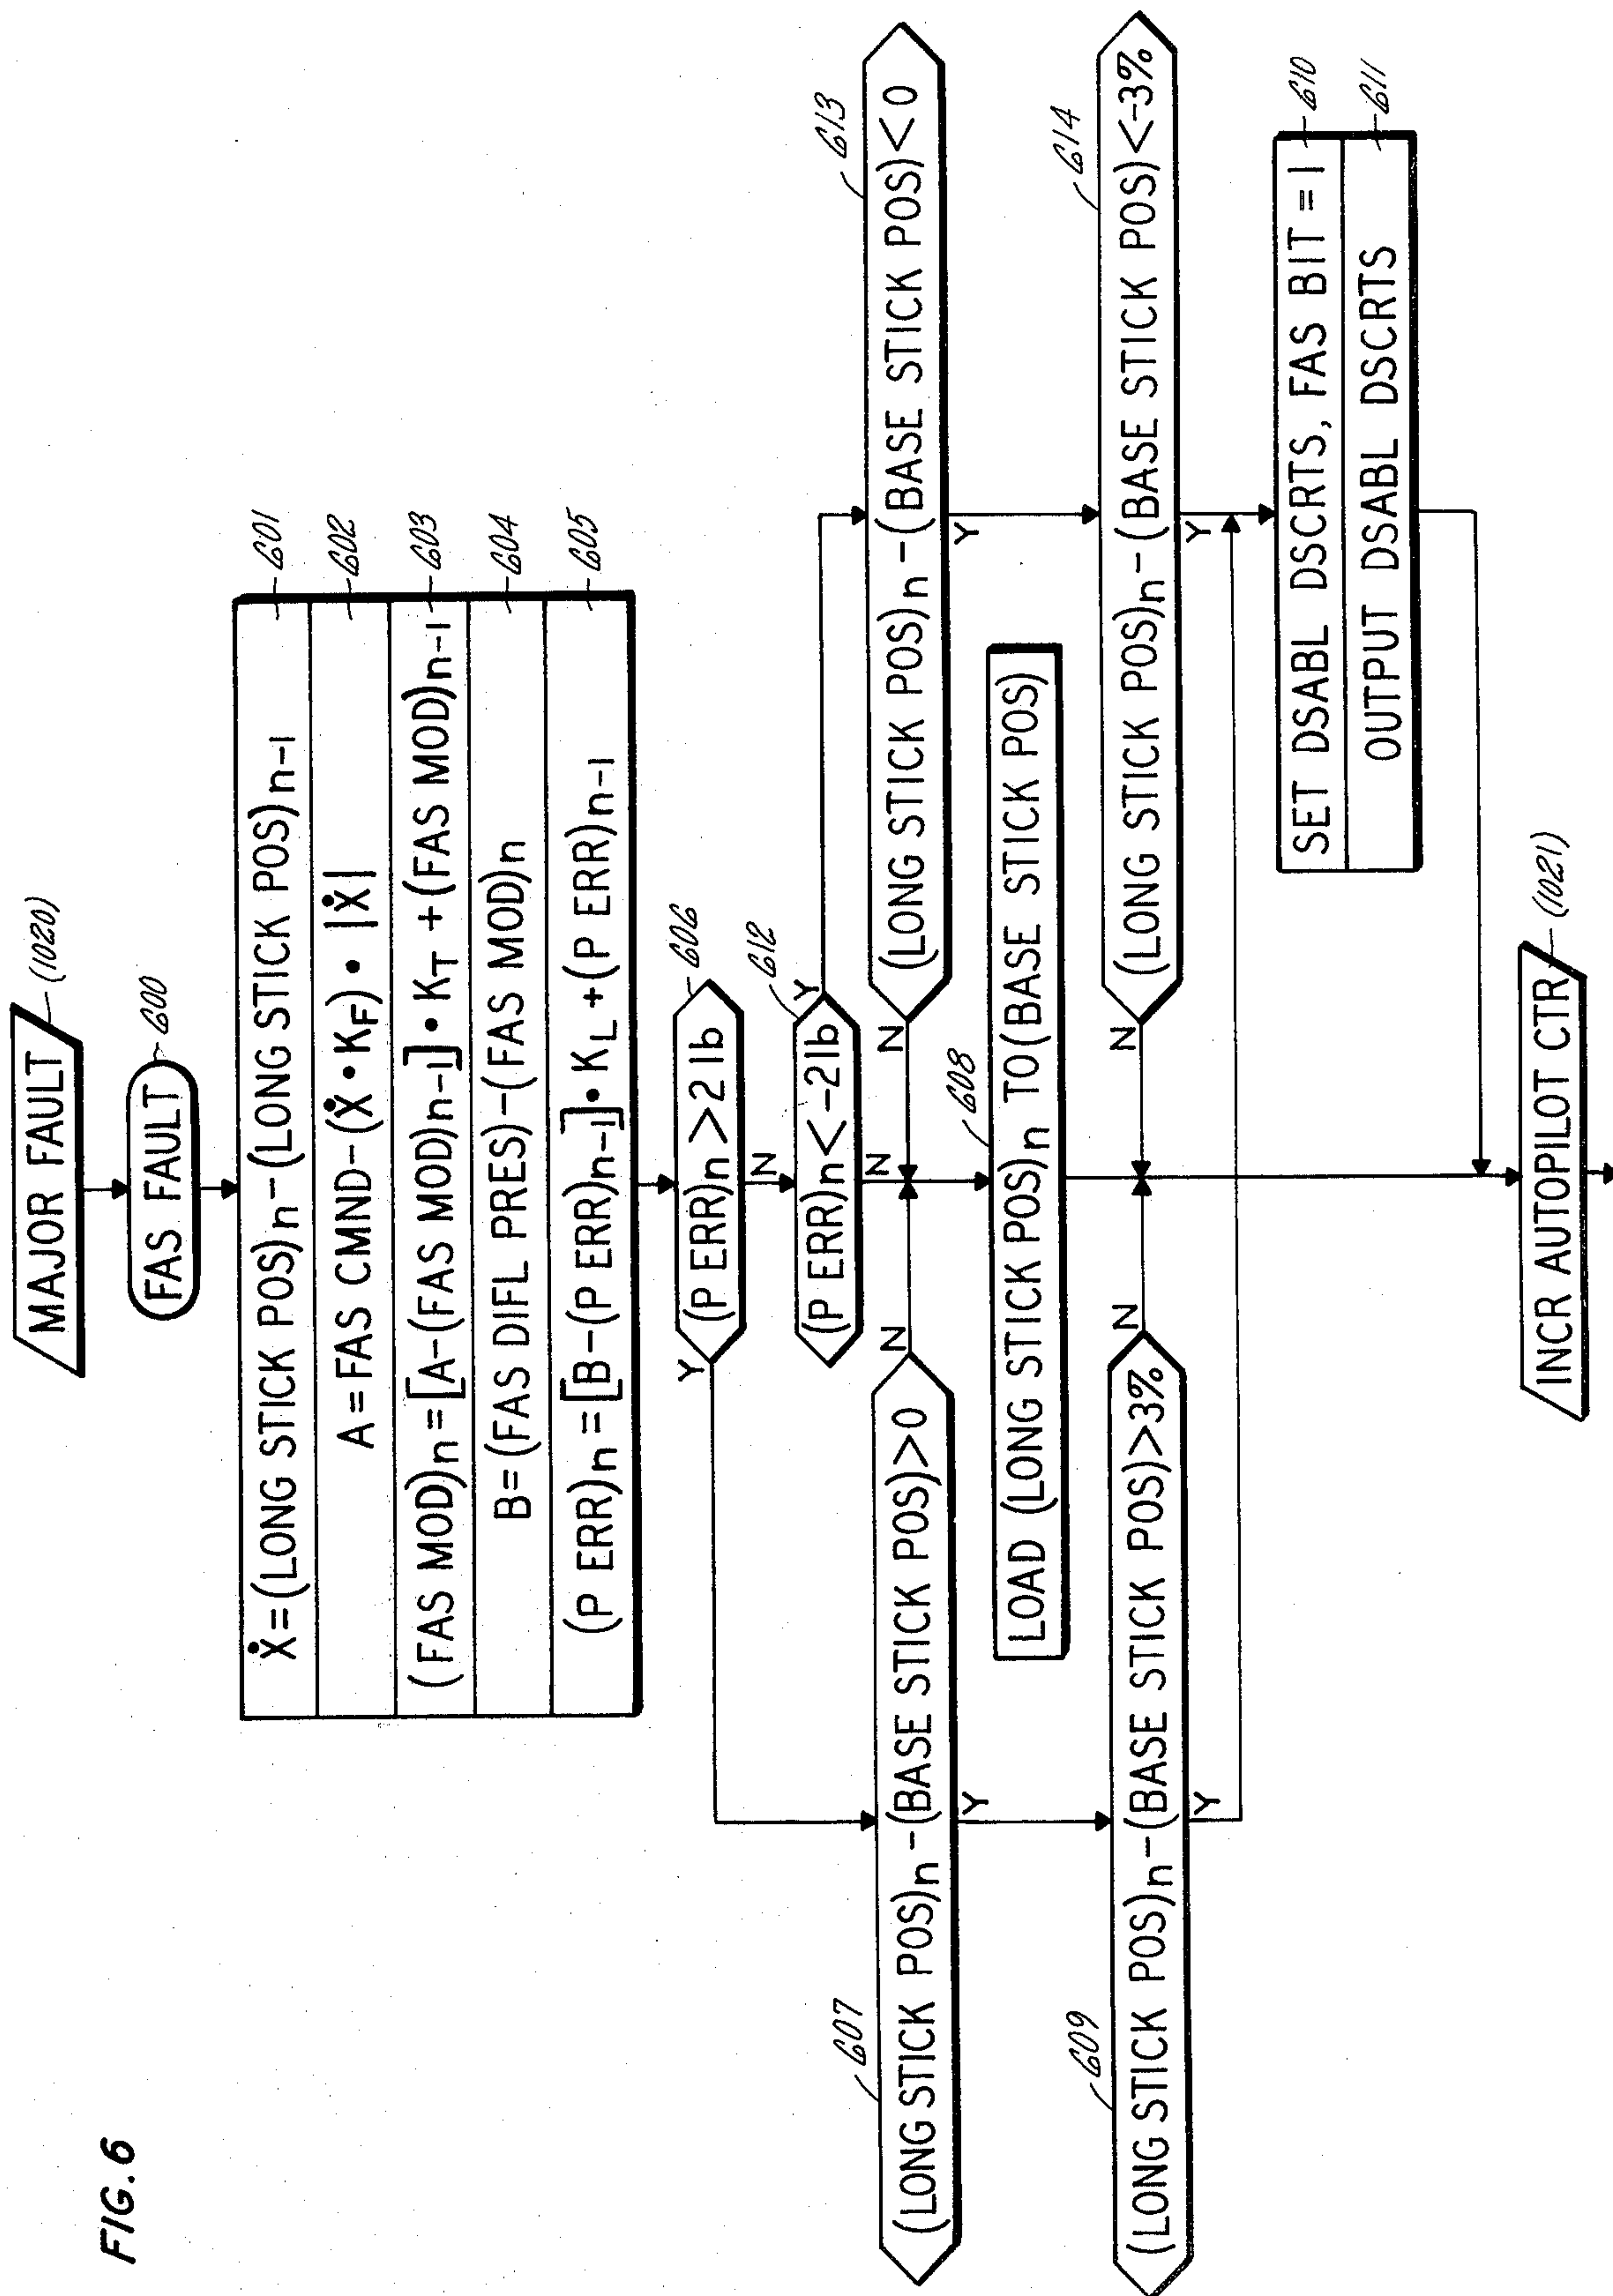 FIG.6
MAJOR FAULT
(1020)
FAS FAULT
600
Ẋ=(LONG STICK POS)n-(LONG STICK POS)n-1
601
A=FAS CMND-(Ẋ•KF)•|Ẋ|
602
(FAS MOD)n=[A-(FAS MOD)n-1]•KT+(FAS MOD)n-1
603
B=(FAS DIFL PRES)-(FAS MOD)n
604
(P ERR)n=[B-(P ERR)n-1]•KL+(P ERR)n-1
605
Y
(P ERR)n>2 lb
606
N
(P ERR)n<-2lb
612
Y
N
607
(LONG STICK POS)n-(BASE STICK POS)>0
N
Y
N
(LONG STICK POS)n-(BASE STICK POS)<0
613
Y
608
LOAD (LONG STICK POS)n TO(BASE STICK POS)
609
(LONG STICK POS)n-(BASE STICK POS)>3%
N
Y
N
(LONG STICK POS)n-(BASE STICK POS)<-3%
614
Y
SET DSABL DSCRTS, FAS BIT = 1
610
OUTPUT DSABL DSCRTS
611
INCR AUTOPILOT CTR
(1021)